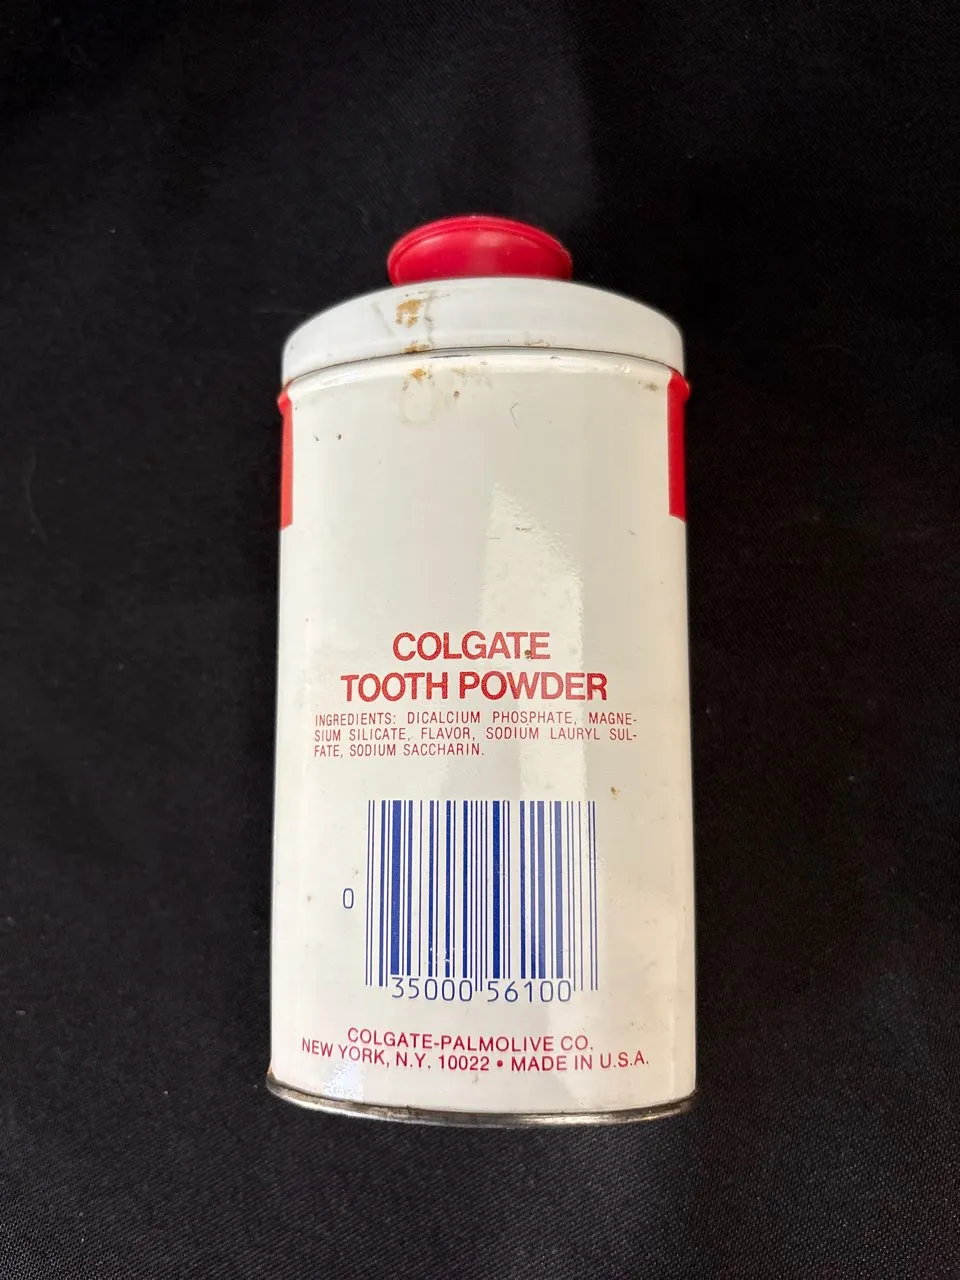 COLGATE
TOOTH POWDER
INGREDIENTS: DICALCIUM PHOSPHATE, MAGNE-
SIUM SILICATE, FLAVOR, SODIUM LAURYL SUL-
FATE, SODIUM SACCHARIN.
0
35000 56100
COLGATE-PALMOLIVE CO.
NEW YORK, N.Y. 10022 • MADE IN U.S.A.